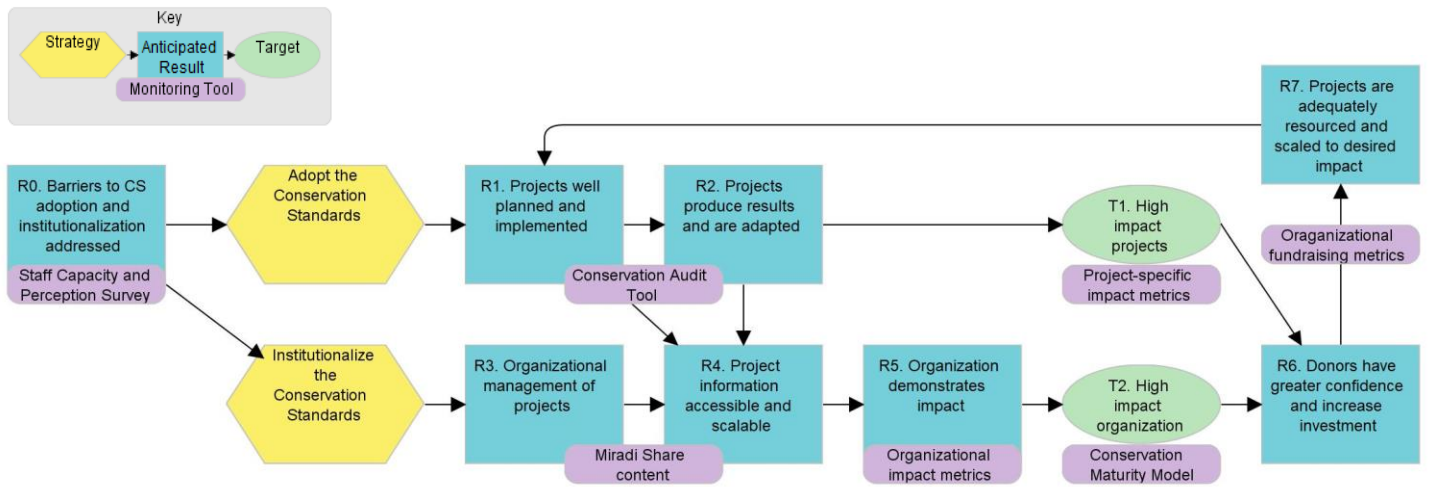 Key
Strategy
Anticipated
Result
Target
Monitoring Tool
R7. Projects are
adequately
resourced and
scaled to desired
impact
R0. Barriers to CS
adoption and
institutionalization
addressed
Staff Capacity and
Perception Survey
Adopt the
Conservation
Standards
R1. Projects well
planned and
implemented
R2. Projects
produce results
and are adapted
Conservation Audit
Tool
T1. High
impact
projects
Project-specific
impact metrics
Oraganizational
fundraising metrics
Institutionalize
the
Conservation
Standards
R3. Organizational
management of
projects
R4. Project
information
accessible and
scalable
Miradi Share
content
R5. Organization
demonstrates
impact
Organizational
impact metrics
T2. High
impact
organization
Conservation
Maturity Model
R6. Donors have
greater confidence
and increase
investment